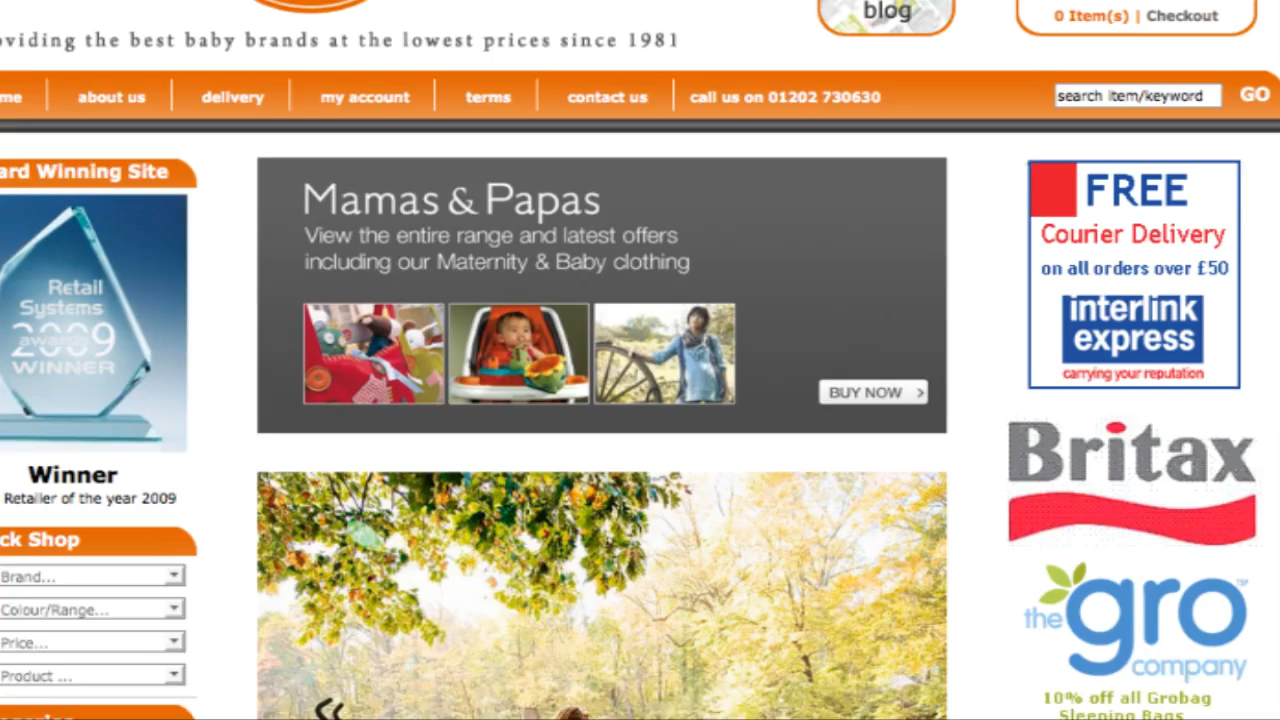 blog
0 Item(s) | Checkout
oviding the best baby brands at the lowest prices since 1981
me
about us
delivery
my account
terms
contact us
call us on 01202 730630
search item/keyword
GO
ard Winning Site
Retail
Systems
awards
2009
WINNER
Winner
Retailer of the year 2009
ck Shop
Brand...
Colour/Range...
Price...
Product ...
Mamas & Papas
View the entire range and latest offers
including our Maternity & Baby clothing
BUY NOW >
«
FREE
Courier Delivery
on all orders over £50
interlink
express
carrying your reputation
Britax
the gro™
company
10% off all Grobag
Sleeping Bags